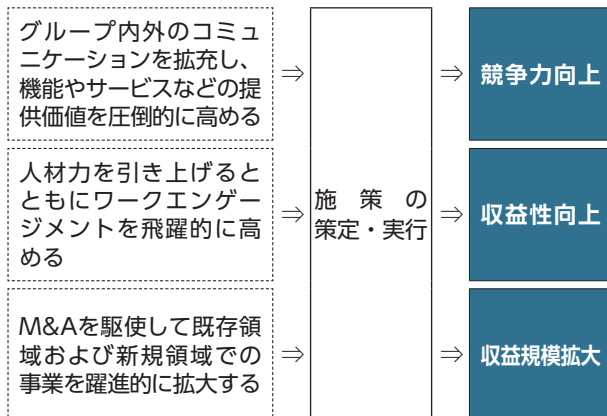 グループ内外のコミュ
ニケーションを拡充し、
機能やサービスなどの提
供価値を圧倒的に高める
⇒
⇒
競争力向上
人材力を引き上げると
ともにワークエンゲー
ジメントを飛躍的に高
める
⇒
施策の
策定・実行
⇒
収益性向上
M&Aを駆使して既存領
域および新規領域での
事業を躍進的に拡大する
⇒
⇒
収益規模拡大